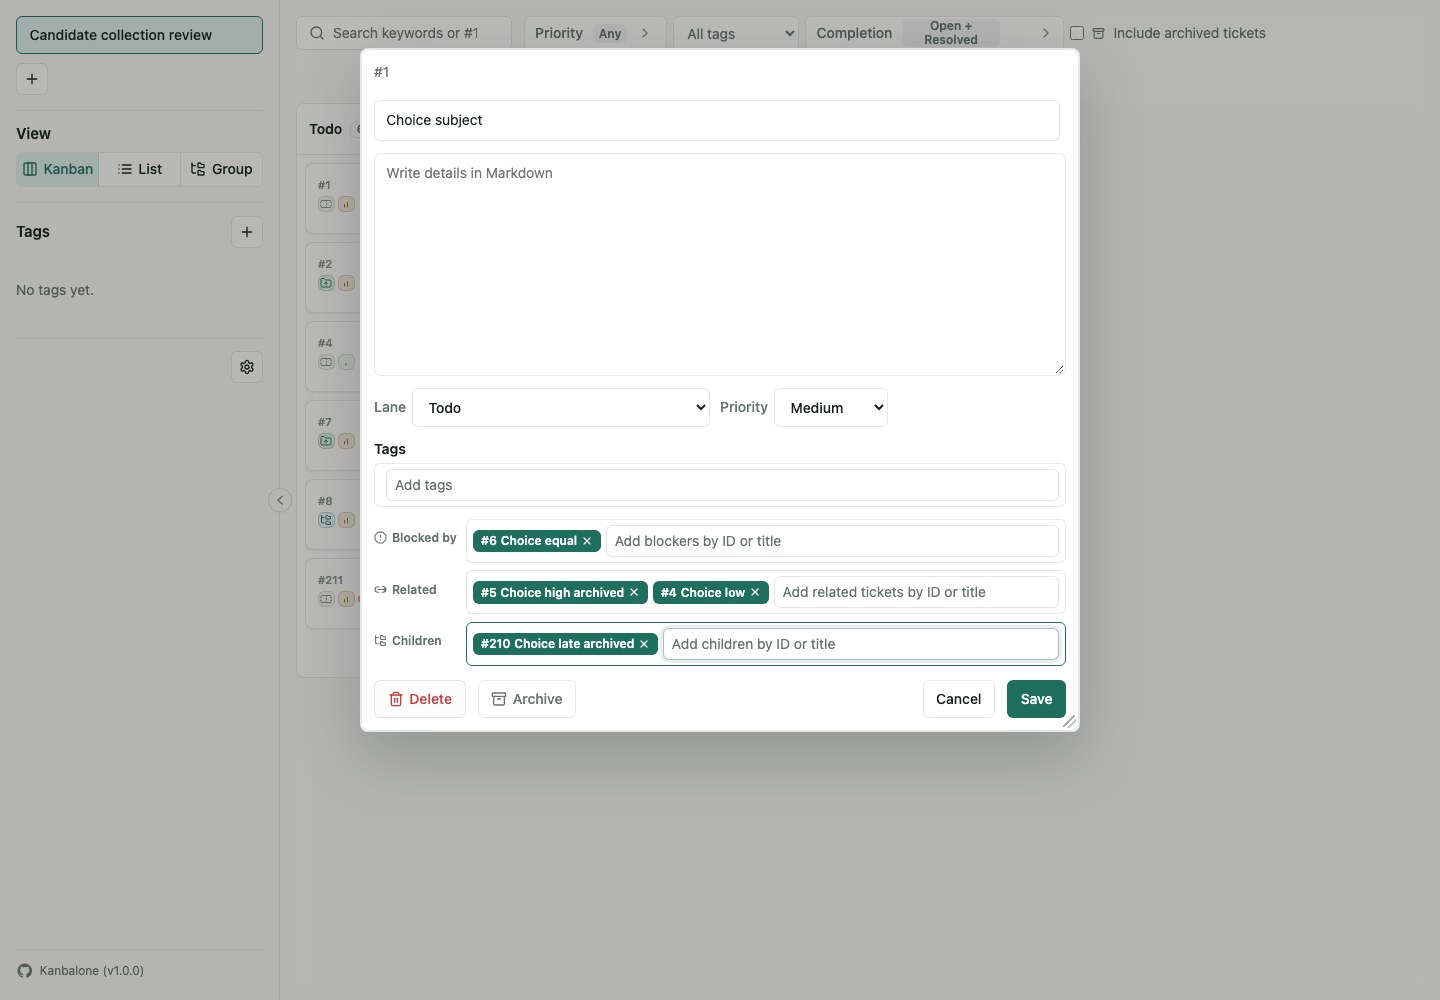 Candidate collection review
View
Kanban
List
Group
Tags
No tags yet.
Kanbalone (v1.0.0)
Search keywords or #1
Priority
Any
All tags
Completion
Open + Resolved
Include archived tickets
Todo
#1
#2
#4
#7
#8
#211
#1
Choice subject
Write details in Markdown
Lane
Todo
Priority
Medium
Tags
Add tags
Blocked by
#6 Choice equal ×
Add blockers by ID or title
Related
#5 Choice high archived ×
#4 Choice low ×
Add related tickets by ID or title
Children
#210 Choice late archived ×
Add children by ID or title
Delete
Archive
Cancel
Save